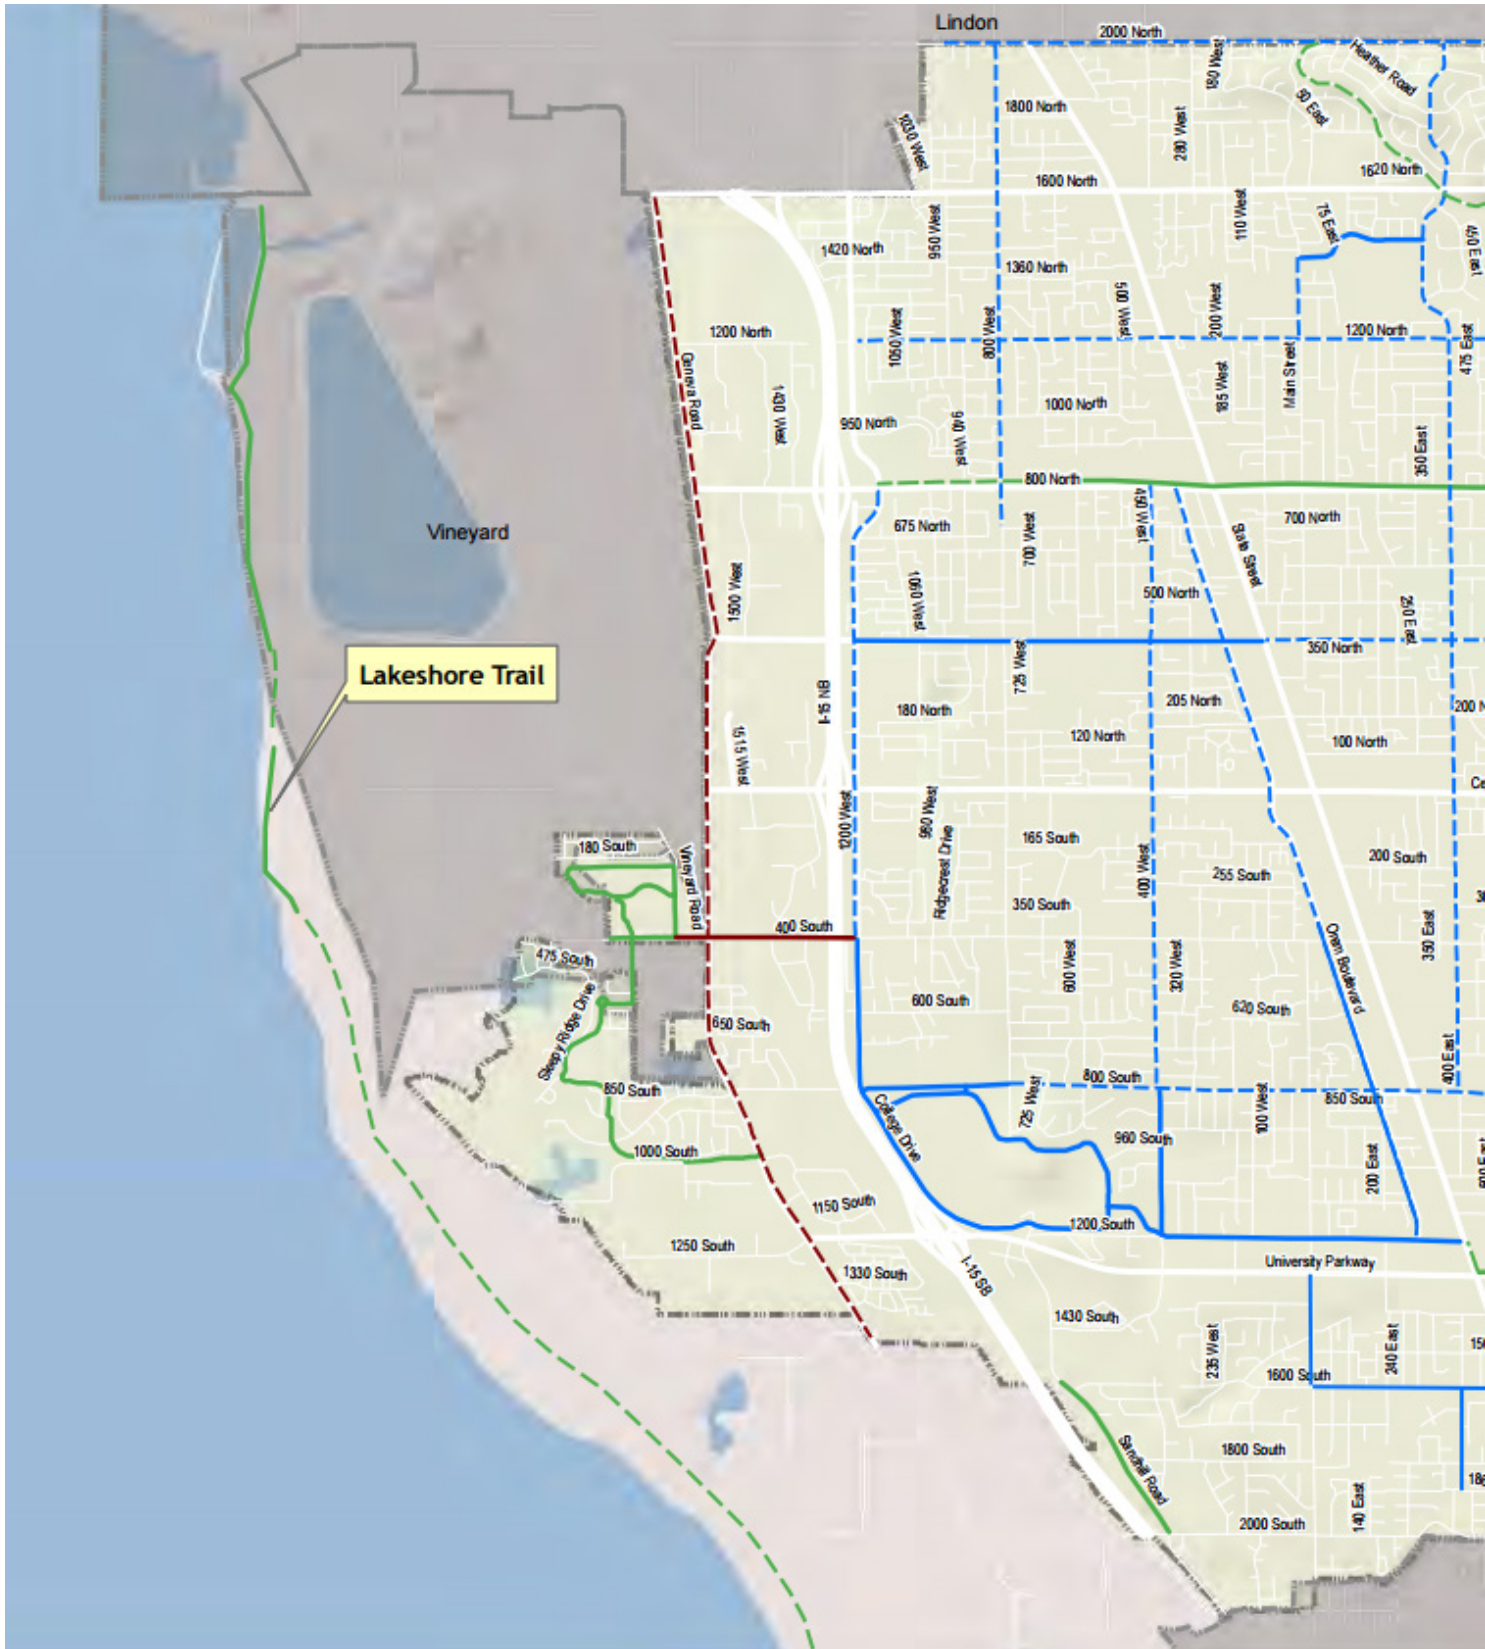 Lindon
2000 North
180 West
Heather Road
50 East
1800 North
280 West
1030 West
1620 North
1600 North
110 West
75 East
450 East
950 West
1420 North
1360 North
500 West
200 West
1200 North
1050 West
800 West
1200 North
475 East
Geneva Road
Main Street
185 West
1430 West
1000 North
950 North
940 West
350 East
800 North
450 West
Vineyard
675 North
700 North
700 West
State Street
1500 West
1060 West
500 North
250 East
350 North
725 West
Lakeshore Trail
I-15 NB
180 North
205 North
200 N
1515 West
120 North
100 North
Ce
1200 West
980 West
165 South
180 South
Vineyard Road
Ridgecrest Drive
400 West
200 South
255 South
350 South
400 South
350 East
Orem Boulevard
475 South
600 West
320 West
600 South
620 South
Sleepy Ridge Drive
650 South
400 East
800 South
850 South
850 South
College Drive
725 West
100 West
960 South
1000 South
200 East
1150 South
1200 South
1250 South
University Parkway
1330 South
I-15 SB
1430 South
235 West
240 East
1600 South
Sandhill Road
1800 South
140 East
2000 South